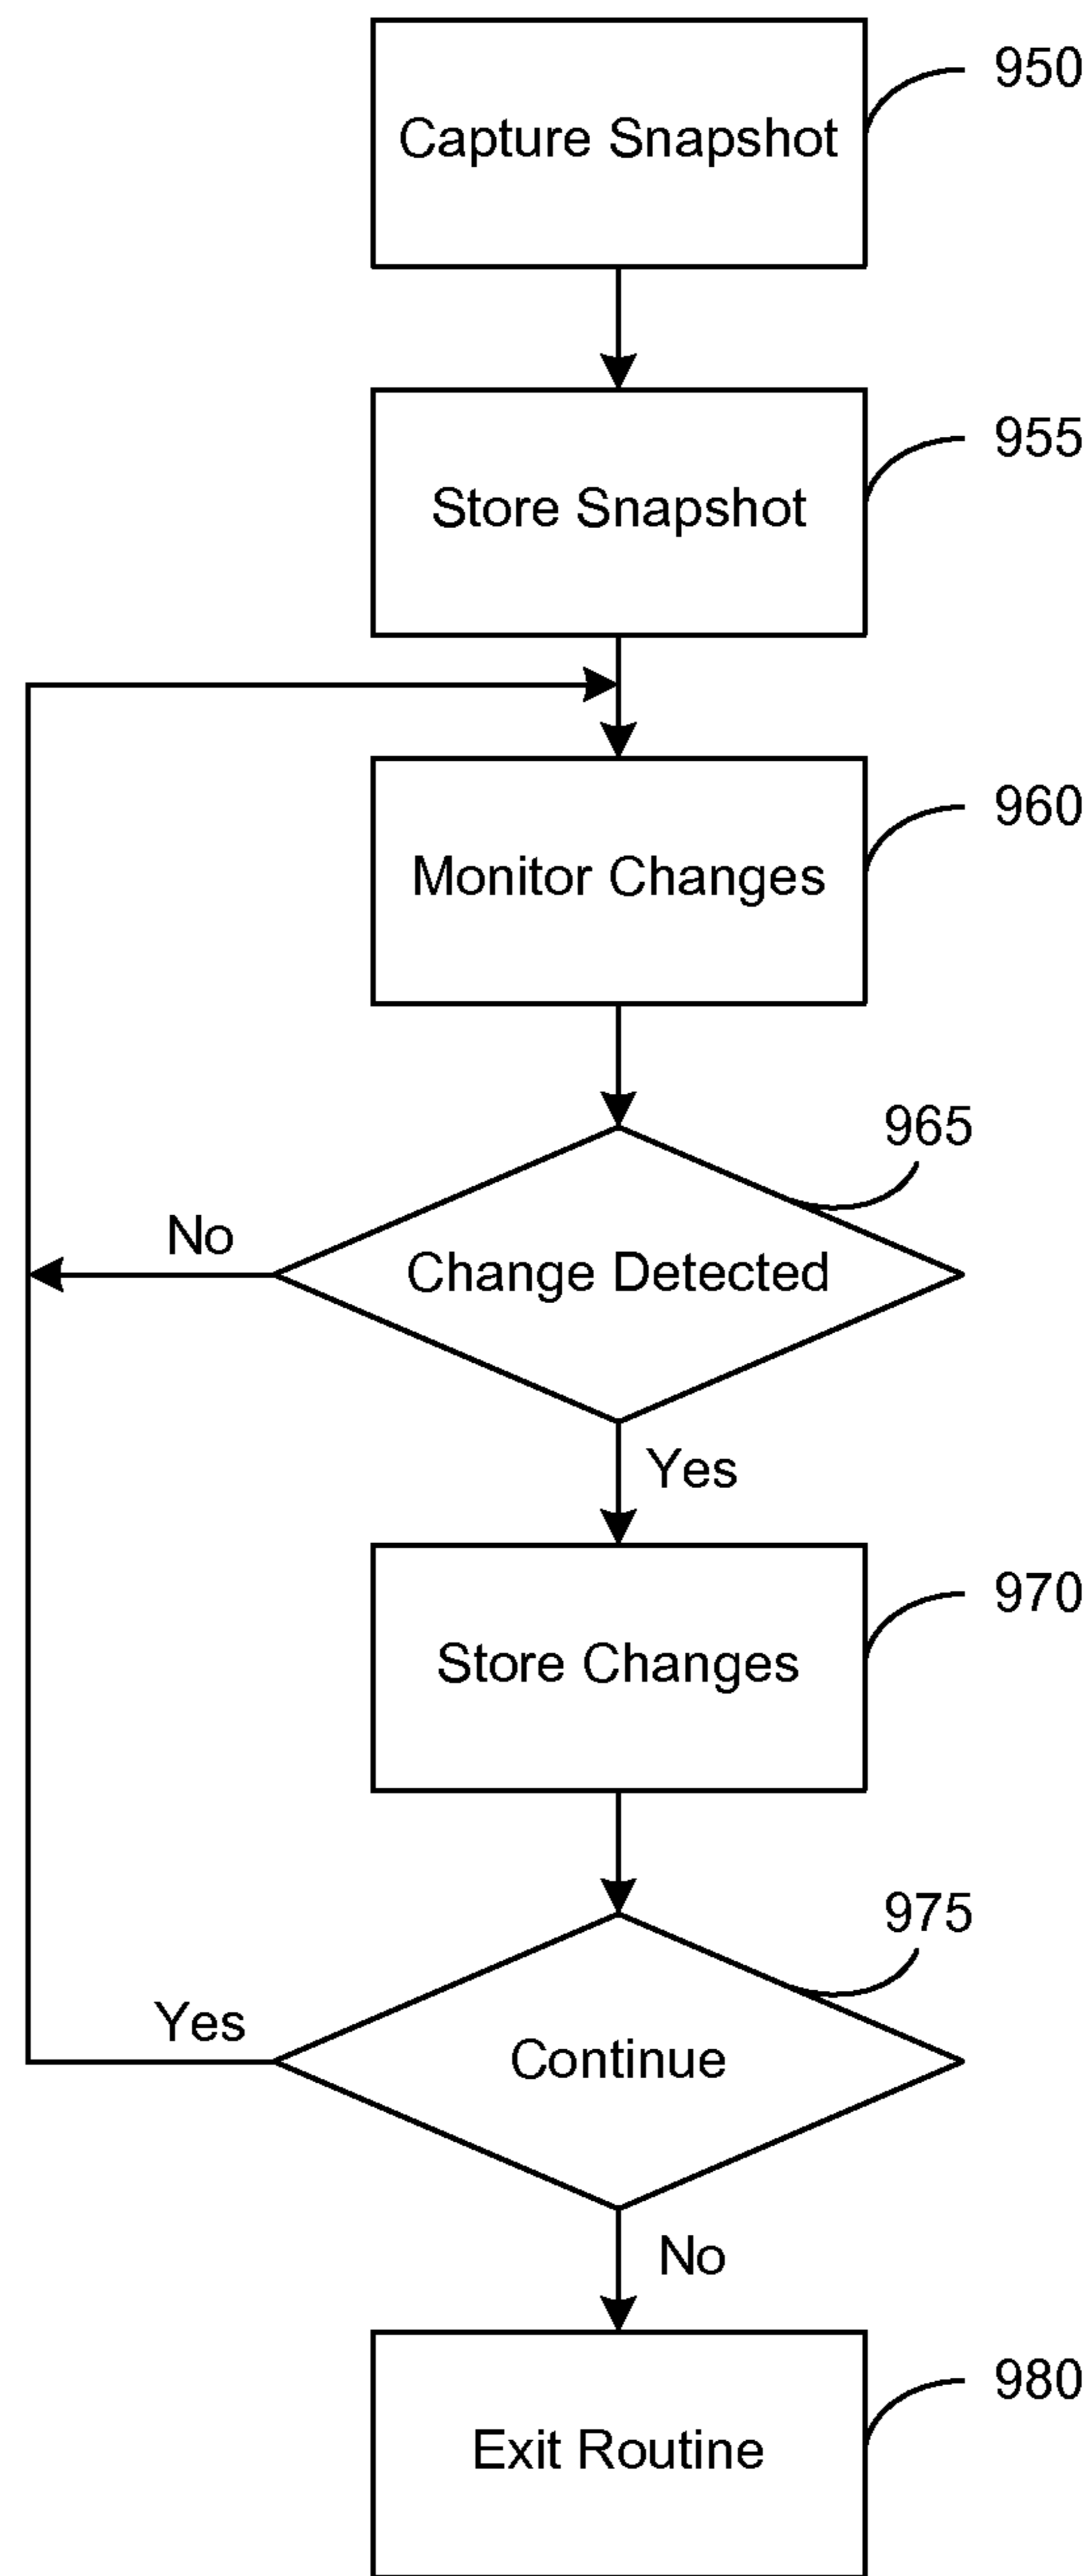 950
Capture Snapshot
955
Store Snapshot
960
Monitor Changes
965
No
Change Detected
Yes
970
Store Changes
975
Yes
Continue
No
980
Exit Routine